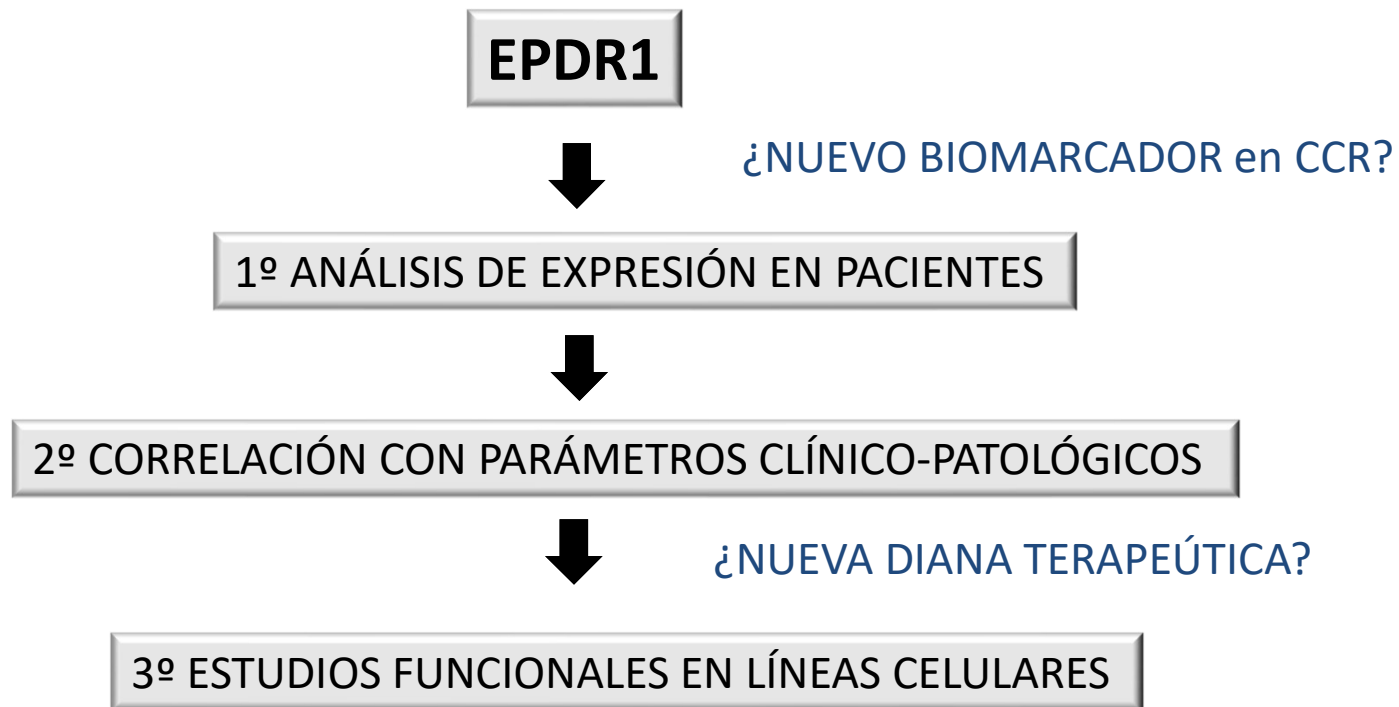 EPDR1
¿NUEVO BIOMARCADOR en CCR?
1º ANÁLISIS DE EXPRESIÓN EN PACIENTES
2º CORRELACIÓN CON PARÁMETROS CLÍNICO-PATOLÓGICOS
¿NUEVA DIANA TERAPEÚTICA?
3º ESTUDIOS FUNCIONALES EN LÍNEAS CELULARES